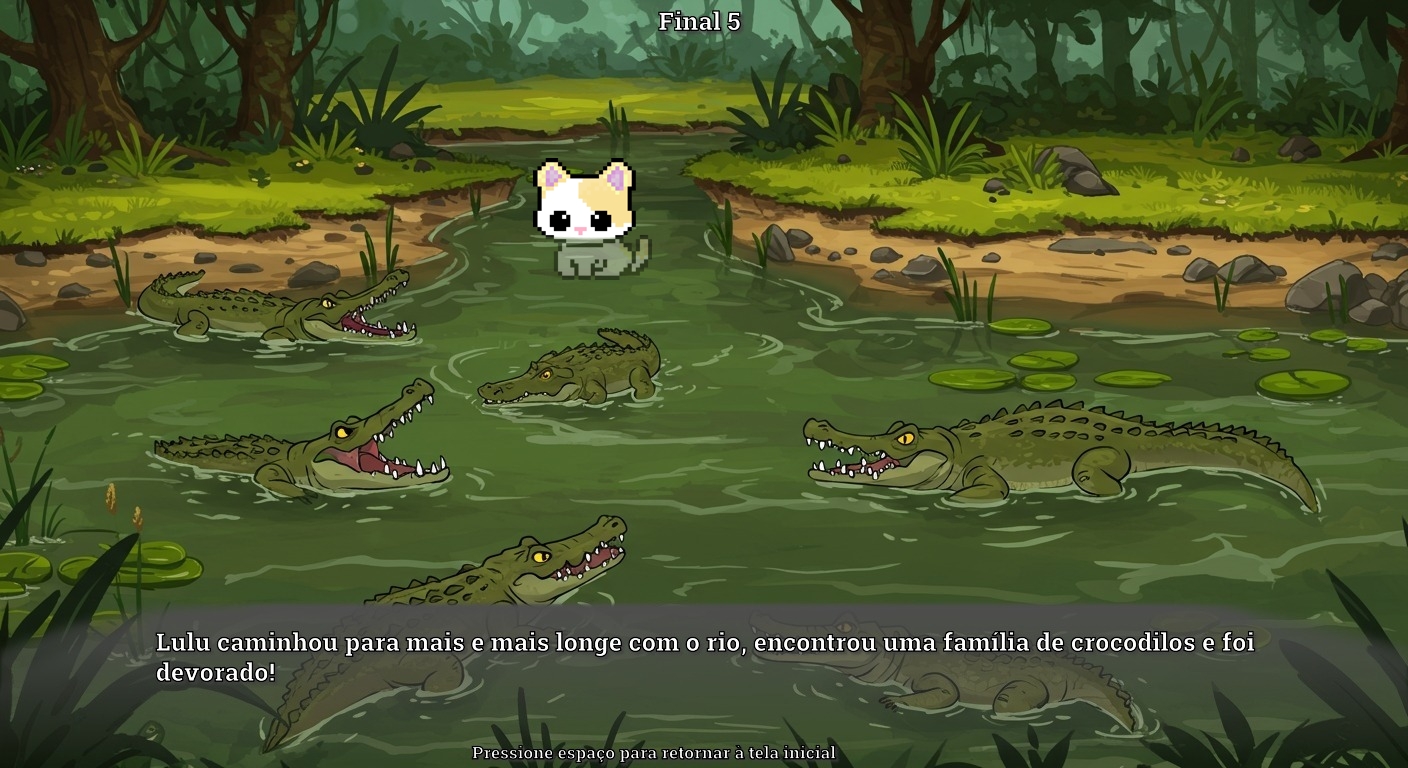 Final 5
Lulu caminhou para mais e mais longe com o rio, encontrou uma família de crocodilos e foi
devorado!
Pressione espaço para retornar à tela inicial